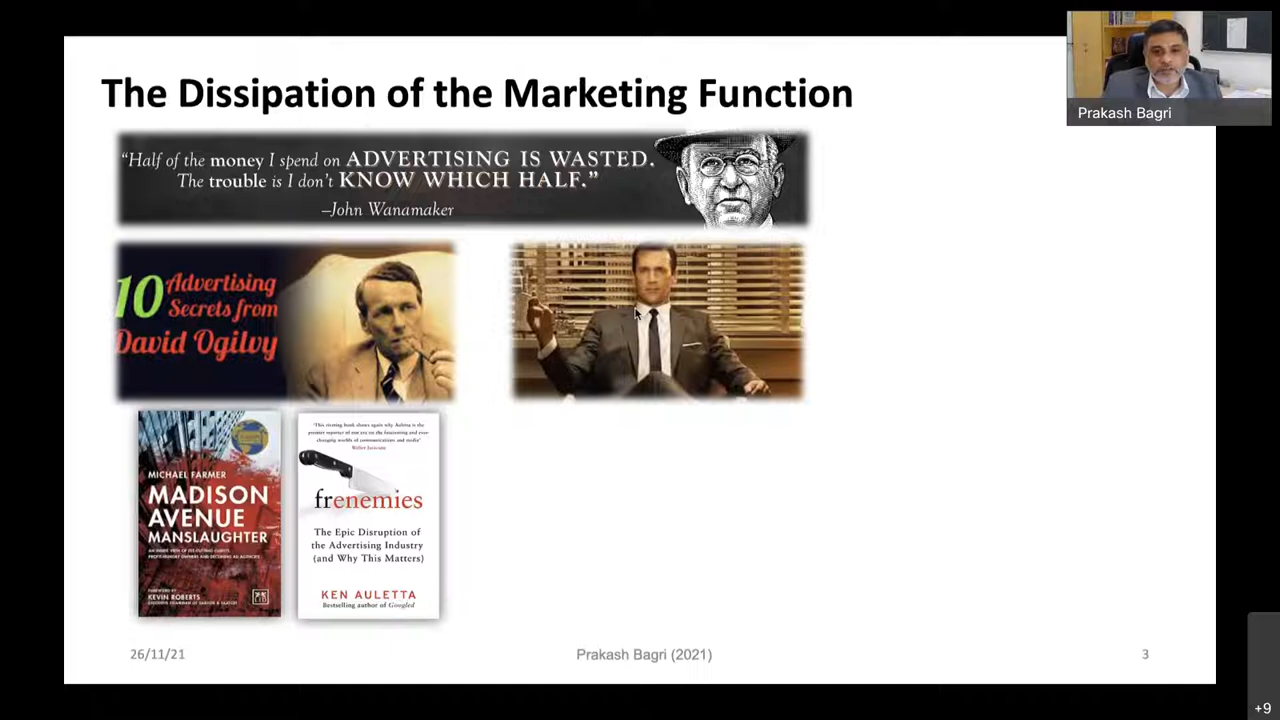 The Dissipation of the Marketing Function
Prakash Bagri
“Half of the money I spend on ADVERTISING IS WASTED.
The trouble is I don't KNOW WHICH HALF.”
–John Wanamaker
10 Advertising
Secrets from
David Ogilvy
MICHAEL FARMER
MADISON
AVENUE
MANSLAUGHTER
FOREWORD BY
KEVIN ROBERTS
LID
frenemies
The Epic Disruption of
the Advertising Industry
(and Why This Matters)
KEN AULETTA
Bestselling author of Googled
26/11/21
Prakash Bagri (2021)
3
+9